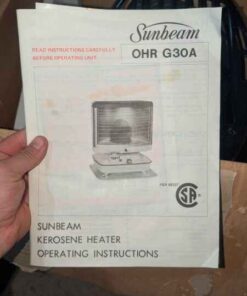 Sunbeam
OHR G30A
READ INSTRUCTIONS CAREFULLY
BEFORE OPERATING UNIT
SUNBEAM
KEROSENE HEATER
OPERATING INSTRUCTIONS